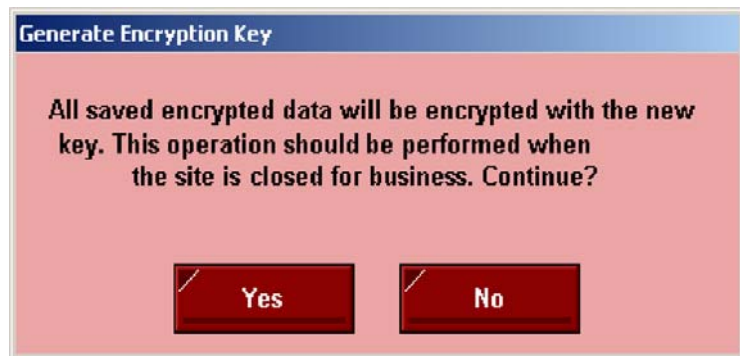 Generate Encryption Key
All saved encrypted data will be encrypted with the new
key. This operation should be performed when
the site is closed for business. Continue?
Yes No